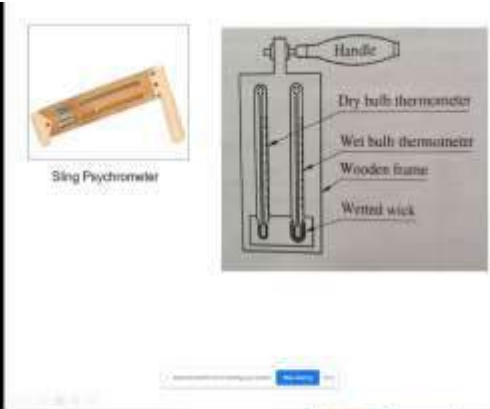 Handle
Dry bulb thermometer
Wet bulb thermometer
Sling Psychrometer
Wooden frame
Wetted wick